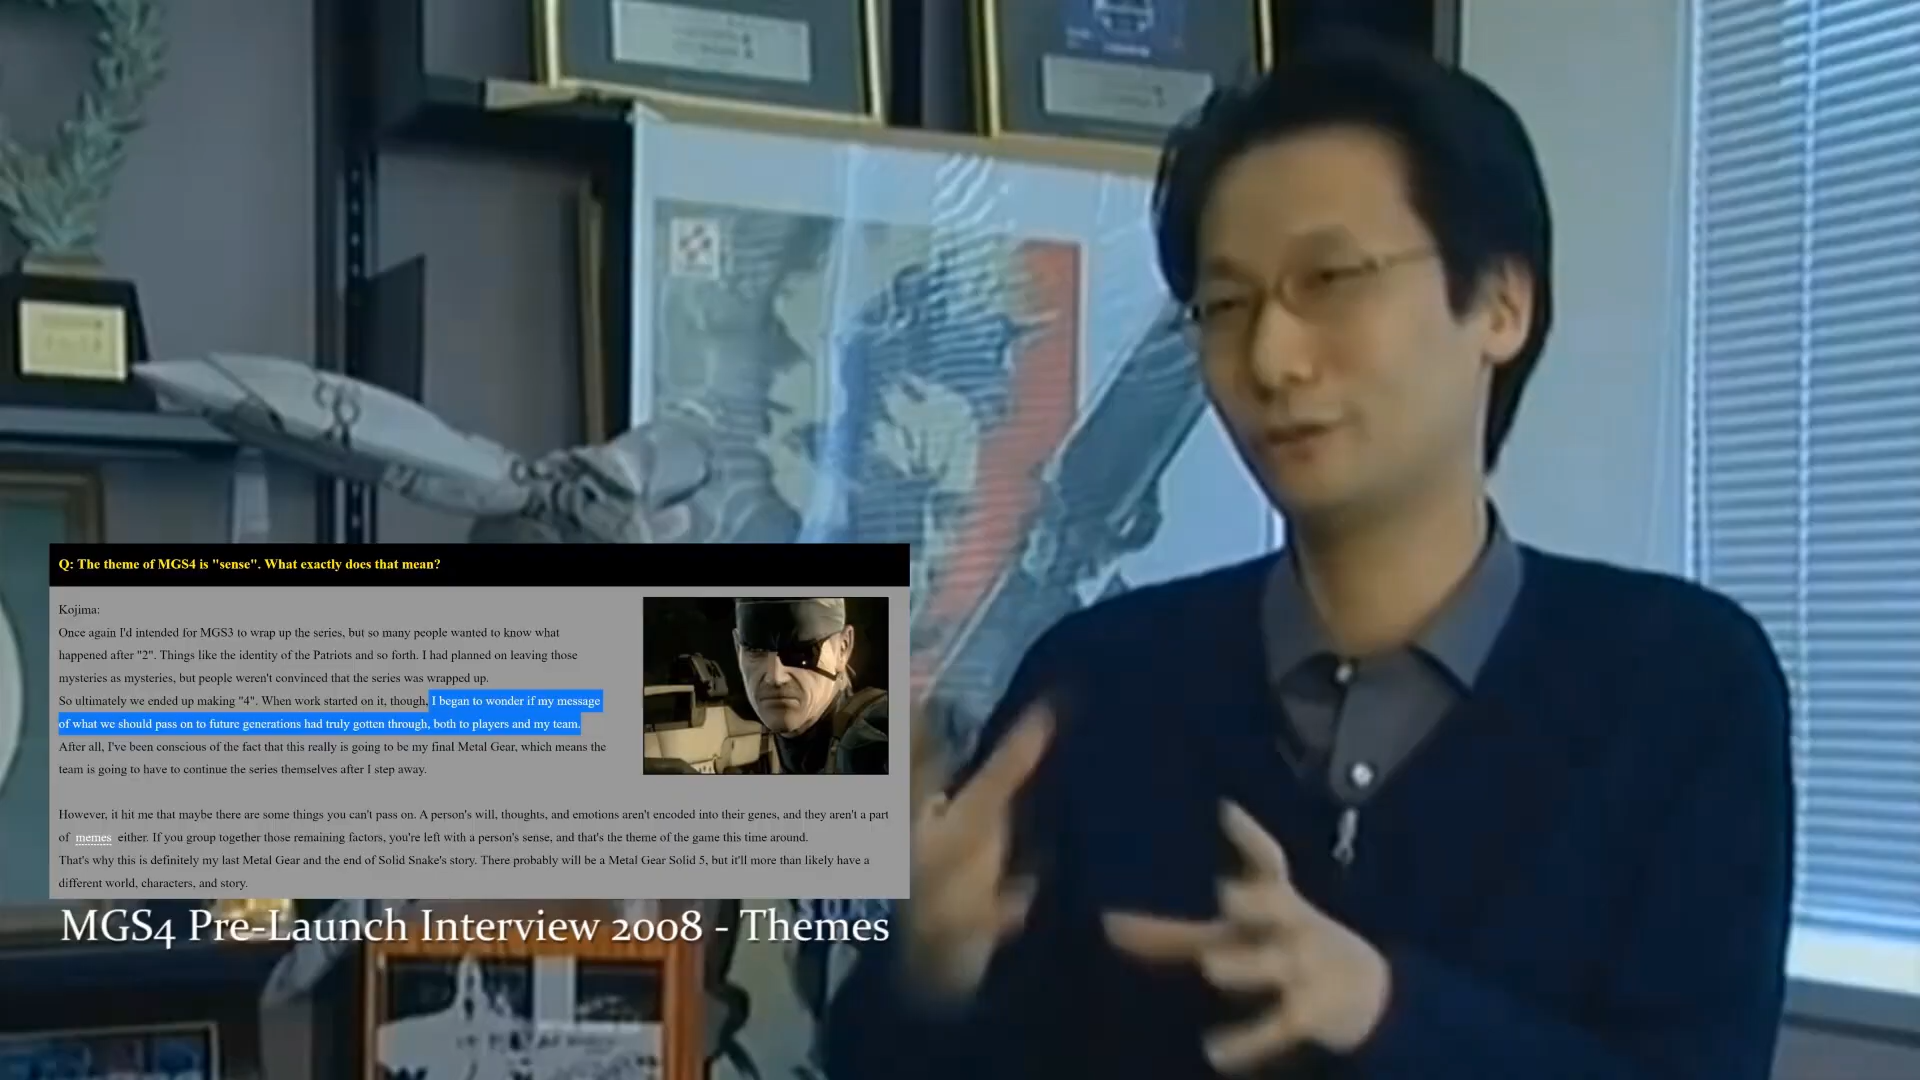 Q: The theme of MGS4 is "sense". What exactly does that mean?
Kojima:
Once again I'd intended for MGS3 to wrap up the series, but so many people wanted to know what
happened after "2". Things like the identity of the Patriots and so forth. I had planned on leaving those
mysteries as mysteries, but people weren't convinced that the series was wrapped up.
So ultimately we ended up making "4". When work started on it, though, I began to wonder if my message
of what we should pass on to future generations had truly gotten through, both to players and my team.
After all, I've been conscious of the fact that this really is going to be my final Metal Gear, which means the
team is going to have to continue the series themselves after I step away.
However, it hit me that maybe there are some things you can't pass on. A person's will, thoughts, and emotions aren't encoded into their genes, and they aren't a part
of memes either. If you group together those remaining factors, you're left with a person's sense, and that's the theme of the game this time around.
That's why this is definitely my last Metal Gear and the end of Solid Snake's story. There probably will be a Metal Gear Solid 5, but it'll more than likely have a
different world, characters, and story.
MGS4 Pre-Launch Interview 2008 - Themes